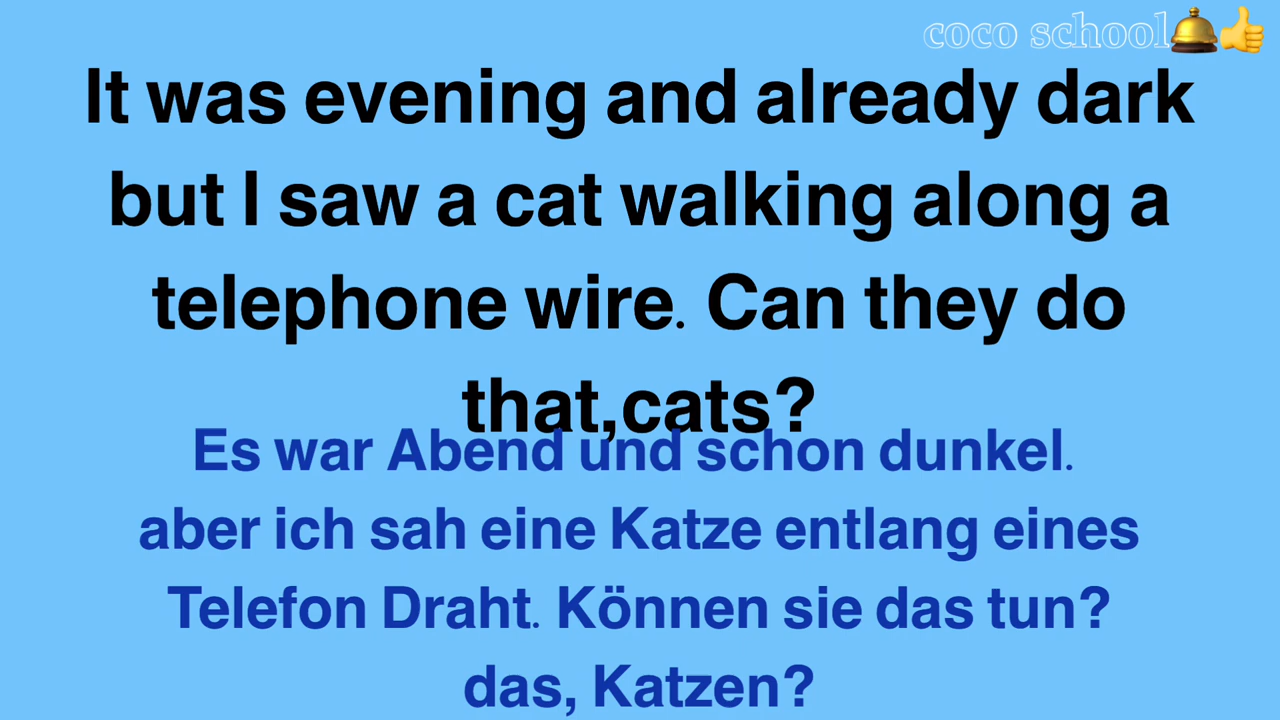 coco school
It was evening and already dark
but I saw a cat walking along a
telephone wire. Can they do
that,cats?
Es war Abend und schon dunkel.
aber ich sah eine Katze entlang eines
Telefon Draht. Können sie das tun?
das, Katzen?